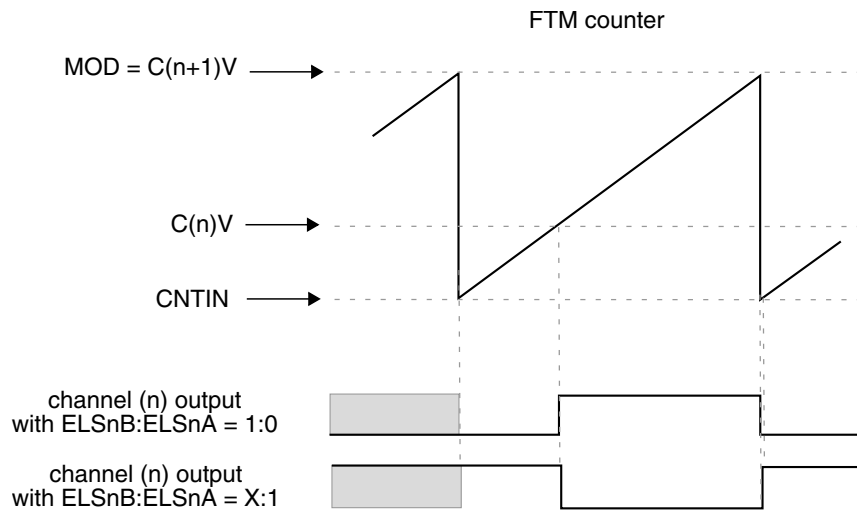 FTM counter
MOD = C(n+1)V
C(n)V
CNTIN
channel (n) output
with ELSnB:ELSnA = 1:0
channel (n) output
with ELSnB:ELSnA = X:1